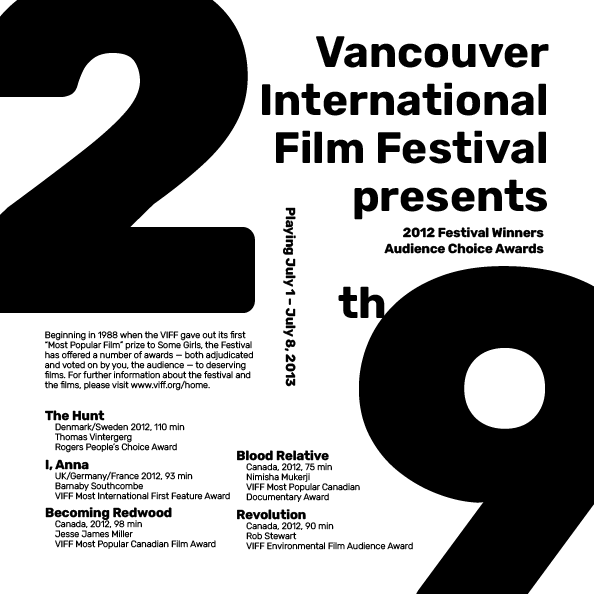 2
9
th
Vancouver
International
Film Festival
presents
2012 Festival Winners
Audience Choice Awards
Playing July 1 – July 8, 2013
Beginning in 1988 when the VIFF gave out its first
“Most Popular Film” prize to Some Girls, the Festival
has offered a number of awards — both adjudicated
and voted on by you, the audience — to deserving
films. For further information about the festival and
the films, please visit www.viff.org/home.
The Hunt
Denmark/Sweden 2012, 110 min
Thomas Vintergerg
Rogers People’s Choice Award
I, Anna
UK/Germany/France 2012, 93 min
Barnaby Southcombe
VIFF Most International First Feature Award
Becoming Redwood
Canada, 2012, 98 min
Jesse James Miller
VIFF Most Popular Canadian Film Award
Blood Relative
Canada, 2012, 75 min
Nimisha Mukerji
VIFF Most Popular Canadian
Documentary Award
Revolution
Canada, 2012, 90 min
Rob Stewart
VIFF Environmental Film Audience Award